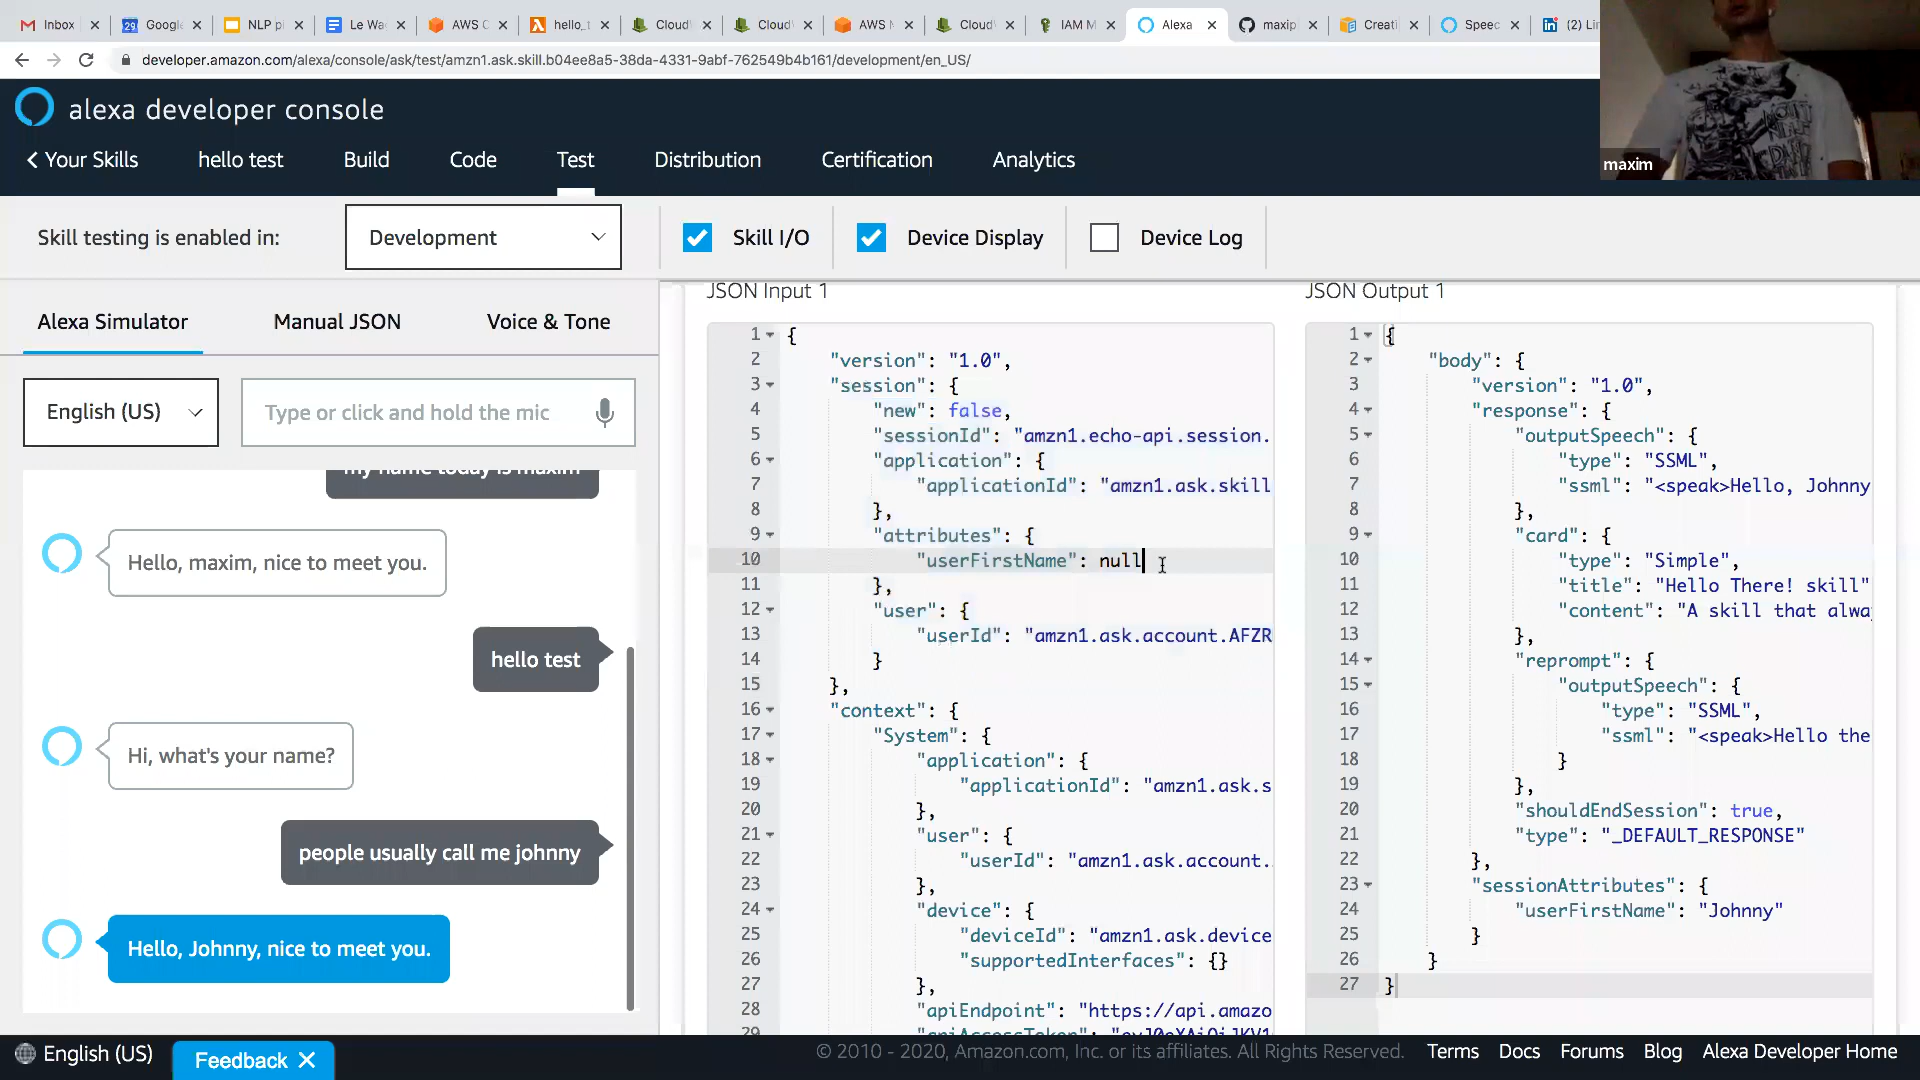 Inbox
Google
NLP pi
Le Wa
AWS C
hello_t
Cloud
Cloud
AWS
Cloud
IAM M
Alexa
maxip
Creati
Speec
(2) Lin
developer.amazon.com/alexa/console/ask/test/amzn1.ask.skill.b04ee8a5-38da-4331-9abf-762549b4b161/development/en_US/
maxim
alexa developer console
Your Skills
hello test
Build
Code
Test
Distribution
Certification
Analytics
Skill testing is enabled in:
Development
Skill I/O
Device Display
Device Log
Alexa Simulator
Manual JSON
Voice & Tone
English (US)
Type or click and hold the mic
my name today is maxim
Hello, maxim, nice to meet you.
hello test
Hi, what's your name?
people usually call me johnny
Hello, Johnny, nice to meet you.
JSON Input 1
1 {
2 "version": "1.0",
3 "session": {
4 "new": false,
5 "sessionId": "amzn1.echo-api.session.
6 "application": {
7 "applicationId": "amzn1.ask.skill
8 },
9 "attributes": {
10 "userFirstName": null
11 },
12 "user": {
13 "userId": "amzn1.ask.account.AFZR
14 }
15 },
16 "context": {
17 "System": {
18 "application": {
19 "applicationId": "amzn1.ask.s
20 },
21 "user": {
22 "userId": "amzn1.ask.account.
23 },
24 "device": {
25 "deviceId": "amzn1.ask.device
26 "supportedInterfaces": {}
27 },
28 "apiEndpoint": "https://api.amazo
29
JSON Output 1
1 {
2 "body": {
3 "version": "1.0",
4 "response": {
5 "outputSpeech": {
6 "type": "SSML",
7 "ssml": "<speak>Hello, Johnny
8 },
9 "card": {
10 "type": "Simple",
11 "title": "Hello There! skill"
12 "content": "A skill that alwa
13 },
14 "reprompt": {
15 "outputSpeech": {
16 "type": "SSML",
17 "ssml": "<speak>Hello the
18 }
19 },
20 "shouldEndSession": true,
21 "type": "_DEFAULT_RESPONSE"
22 },
23 "sessionAttributes": {
24 "userFirstName": "Johnny"
25 }
26 }
27 }
English (US)
Feedback
© 2010 - 2020, Amazon.com, Inc. or its affiliates. All Rights Reserved.
Terms
Docs
Forums
Blog
Alexa Developer Home